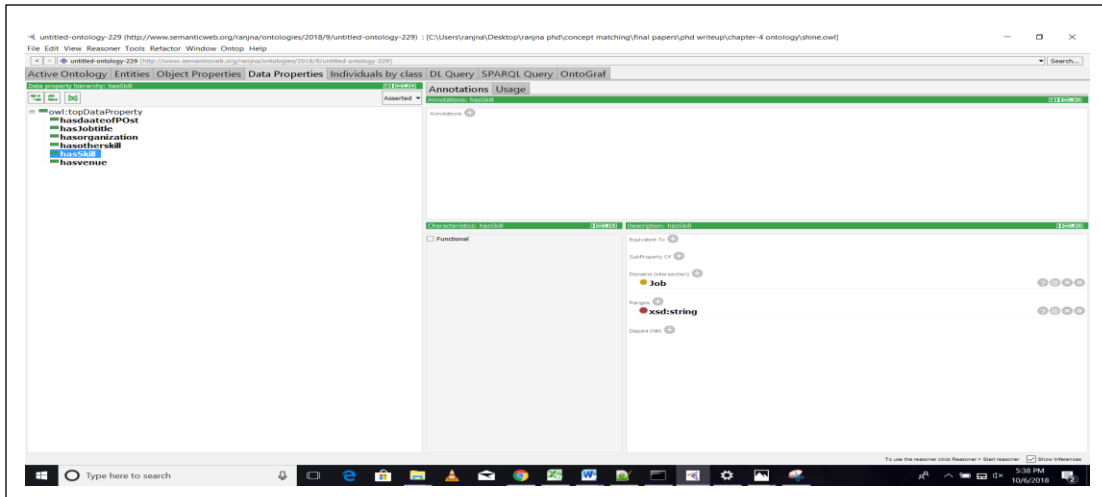 untitled-ontology-229 (http://www.semanticweb.org/ranjna/ontologies/2018/9/untitled-ontology-229) : [C:\Users\ranjna\Desktop\ranjna phd\concept matching\final papers\phd writeup\chapter-4 ontology\shine.owl]
File Edit View Reasoner Tools Refactor Window Ontop Help
< > untitled-ontology-229 (http://www.semanticweb.org/ranjna/ontologies/2018/9/untitled-ontology-229) Search...
Active Ontology Entities Object Properties Data Properties Individuals by class DL Query SPARQL Query OntoGraf
Data property hierarchy: hasSkill
Asserted
owl:topDataProperty
hasdaateofPOst
hasJobtitle
hasorganization
hasotherskill
hasSkill
hasvenue
Annotations Usage
Annotations: hasSkill
Annotations
Characteristics: hasSkill
Functional
Description: hasSkill
Equivalent To
SubProperty Of
Domains (intersection)
Job
Ranges
xsd:string
Disjoint With
To use the reasoner click Reasoner > Start reasoner Show Inferences
Type here to search
5:38 PM
10/6/2018
2